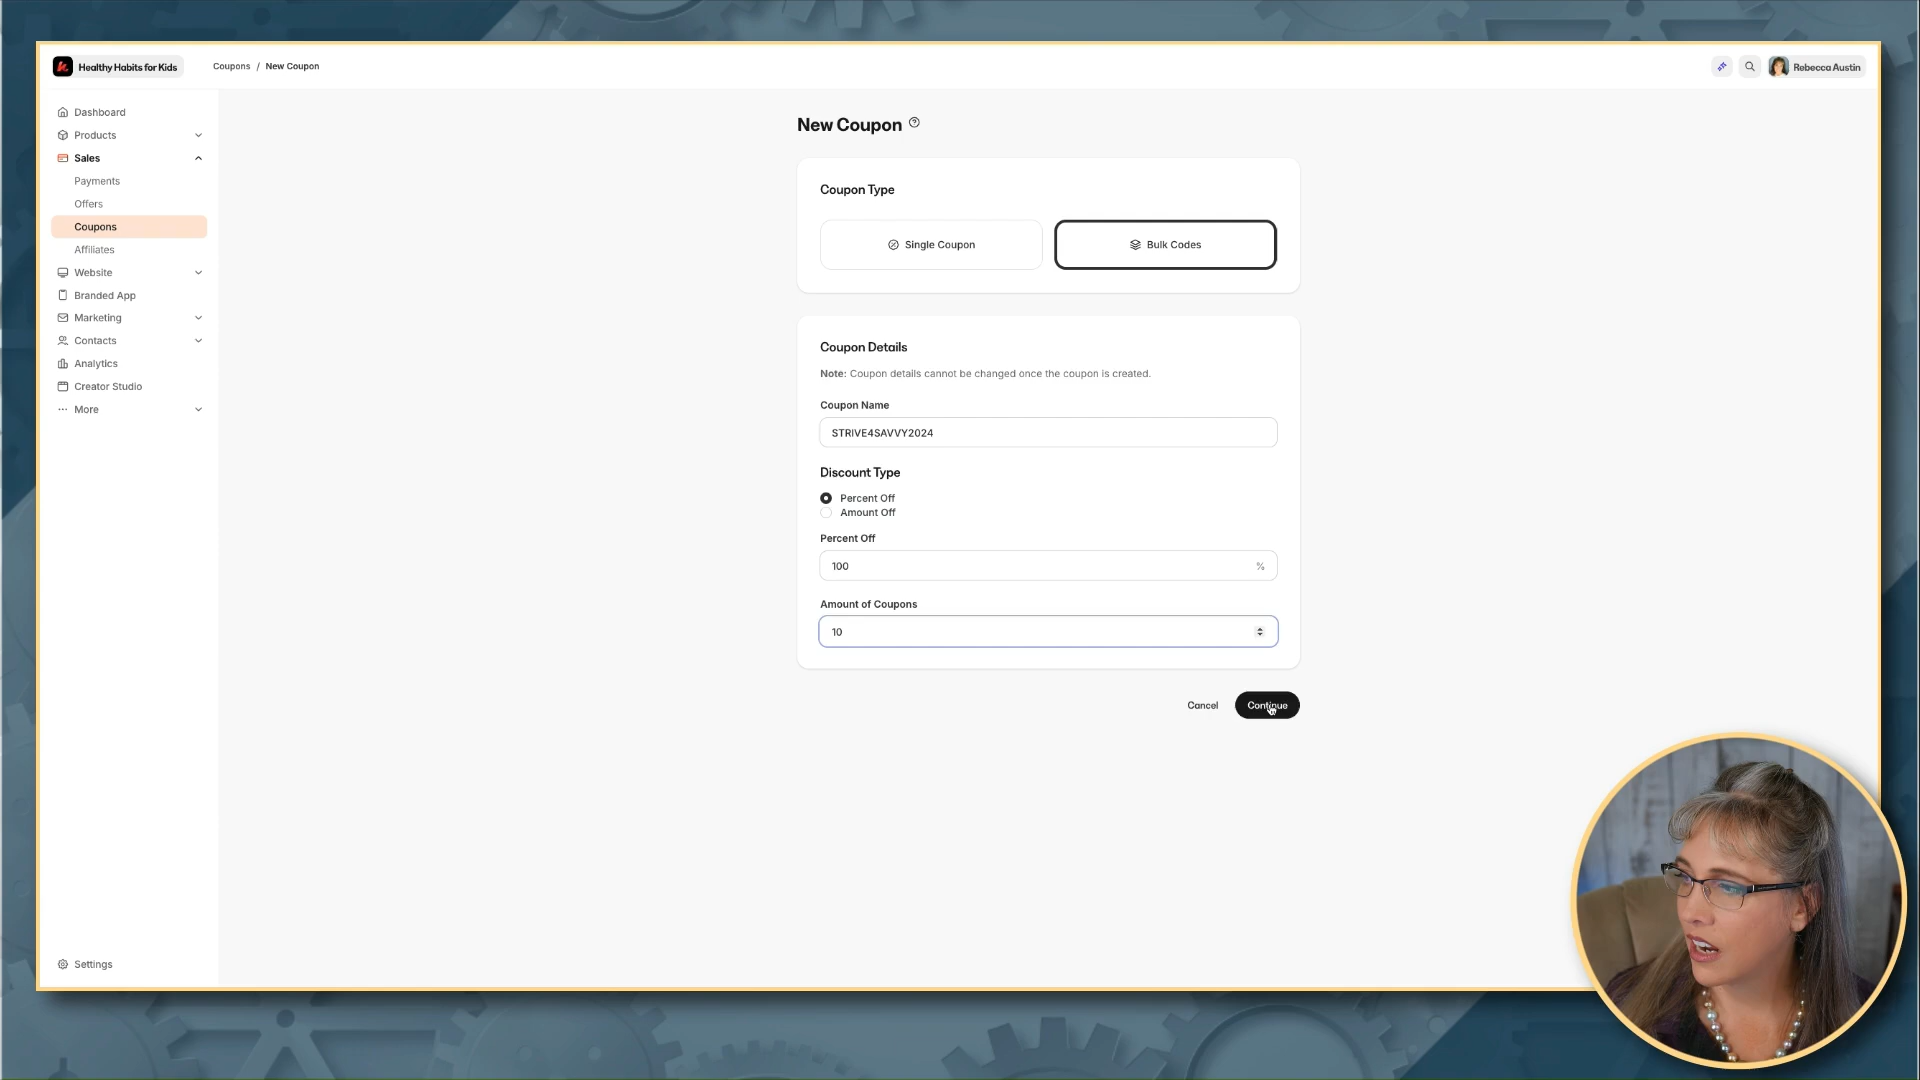 Healthy Habits for Kids
Coupons / New Coupon
Rebecca Austin
Dashboard
Products
Sales
Payments
Offers
Coupons
Affiliates
Website
Branded App
Marketing
Contacts
Analytics
Creator Studio
More
Settings
New Coupon
Coupon Type
Single Coupon
Bulk Codes
Coupon Details
Note: Coupon details cannot be changed once the coupon is created.
Coupon Name
STRIVE4SAVVY2024
Discount Type
Percent Off
Amount Off
Percent Off
100 %
Amount of Coupons
10
Cancel Continue